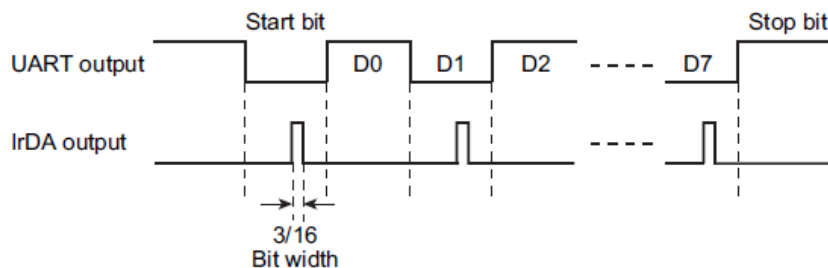 Start bit
Stop bit
UART output
D0
D1
D2
D7
IrDA output
3/16
Bit width